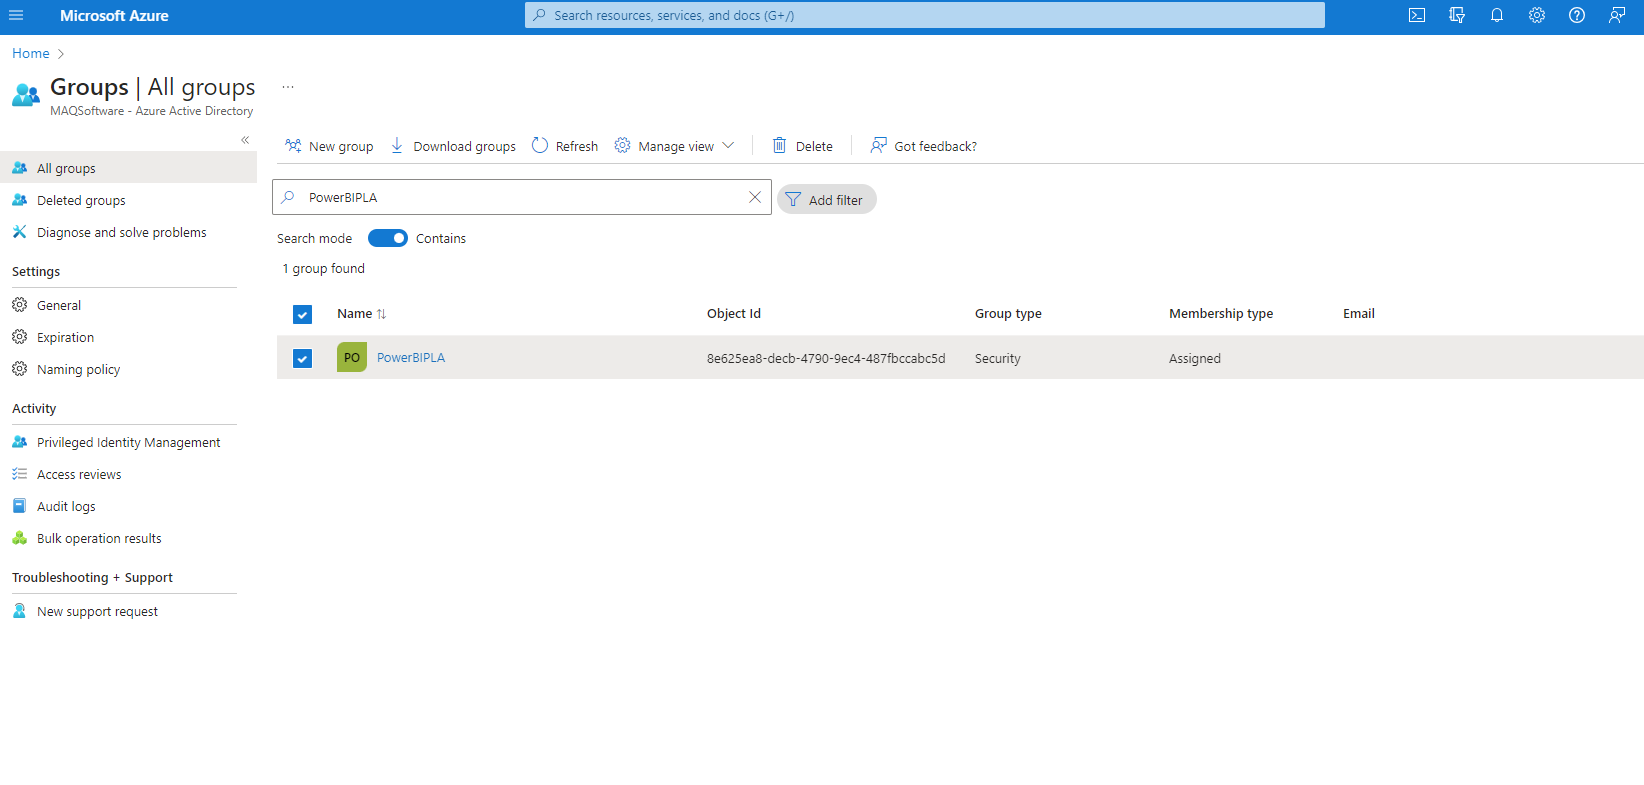 Microsoft Azure
Search resources, services, and docs (G+/)
Home
Groups | All groups
MAQSoftware - Azure Active Directory
All groups
Deleted groups
Diagnose and solve problems
Settings
General
Expiration
Naming policy
Activity
Privileged Identity Management
Access reviews
Audit logs
Bulk operation results
Troubleshooting + Support
New support request
New group Download groups Refresh Manage view Delete Got feedback?
PowerBIPLA Add filter
Search mode Contains
1 group found
Name Object Id Group type Membership type Email
PO PowerBIPLA 8e625ea8-decb-4790-9ec4-487fbccabc5d Security Assigned